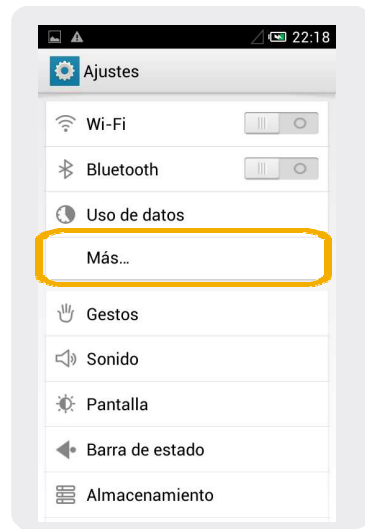 22:18
Ajustes
Wi-Fi
Bluetooth
Uso de datos
Más...
Gestos
Sonido
Pantalla
Barra de estado
Almacenamiento